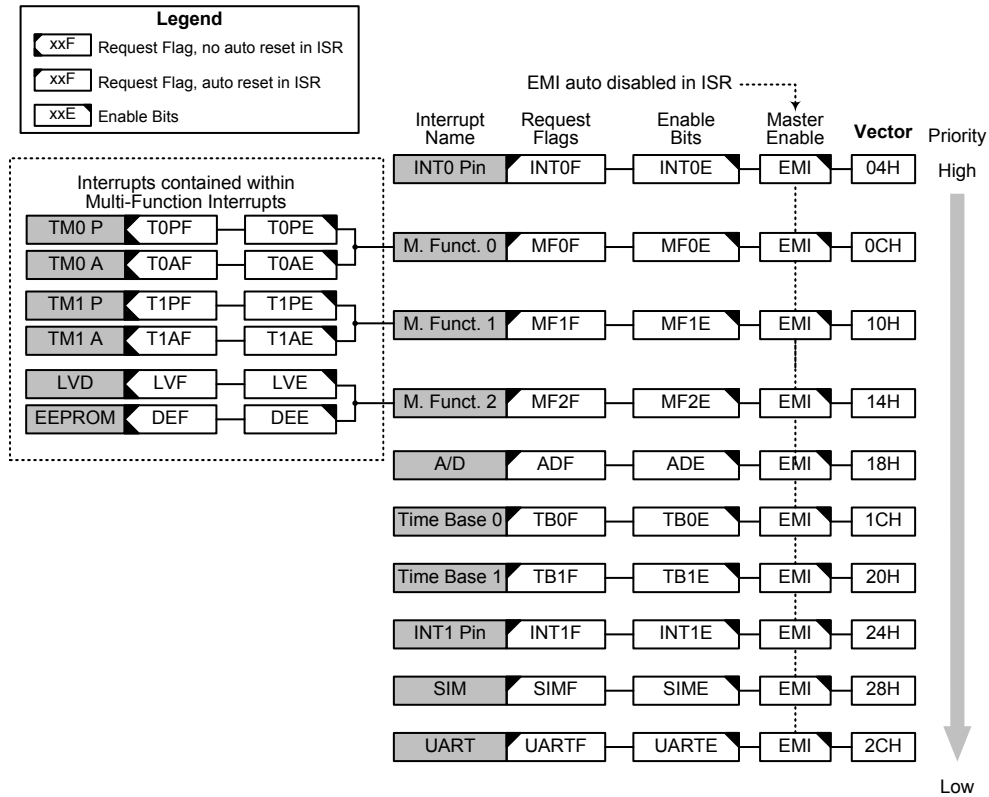 Legend
xxF Request Flag, no auto reset in ISR
xxF Request Flag, auto reset in ISR
xxE Enable Bits
EMI auto disabled in ISR
Interrupt Name Request Flags Enable Bits Master Enable Vector Priority
INT0 Pin INT0F INT0E EMI 04H High
Interrupts contained within
Multi-Function Interrupts
TM0 P T0PF T0PE
M. Funct. 0 MF0F MF0E EMI 0CH
TM0 A T0AF T0AE
TM1 P T1PF T1PE
M. Funct. 1 MF1F MF1E EMI 10H
TM1 A T1AF T1AE
LVD LVF LVE
M. Funct. 2 MF2F MF2E EMI 14H
EEPROM DEF DEE
A/D ADF ADE EMI 18H
Time Base 0 TB0F TB0E EMI 1CH
Time Base 1 TB1F TB1E EMI 20H
INT1 Pin INT1F INT1E EMI 24H
SIM SIMF SIME EMI 28H
UART UARTF UARTE EMI 2CH
Low